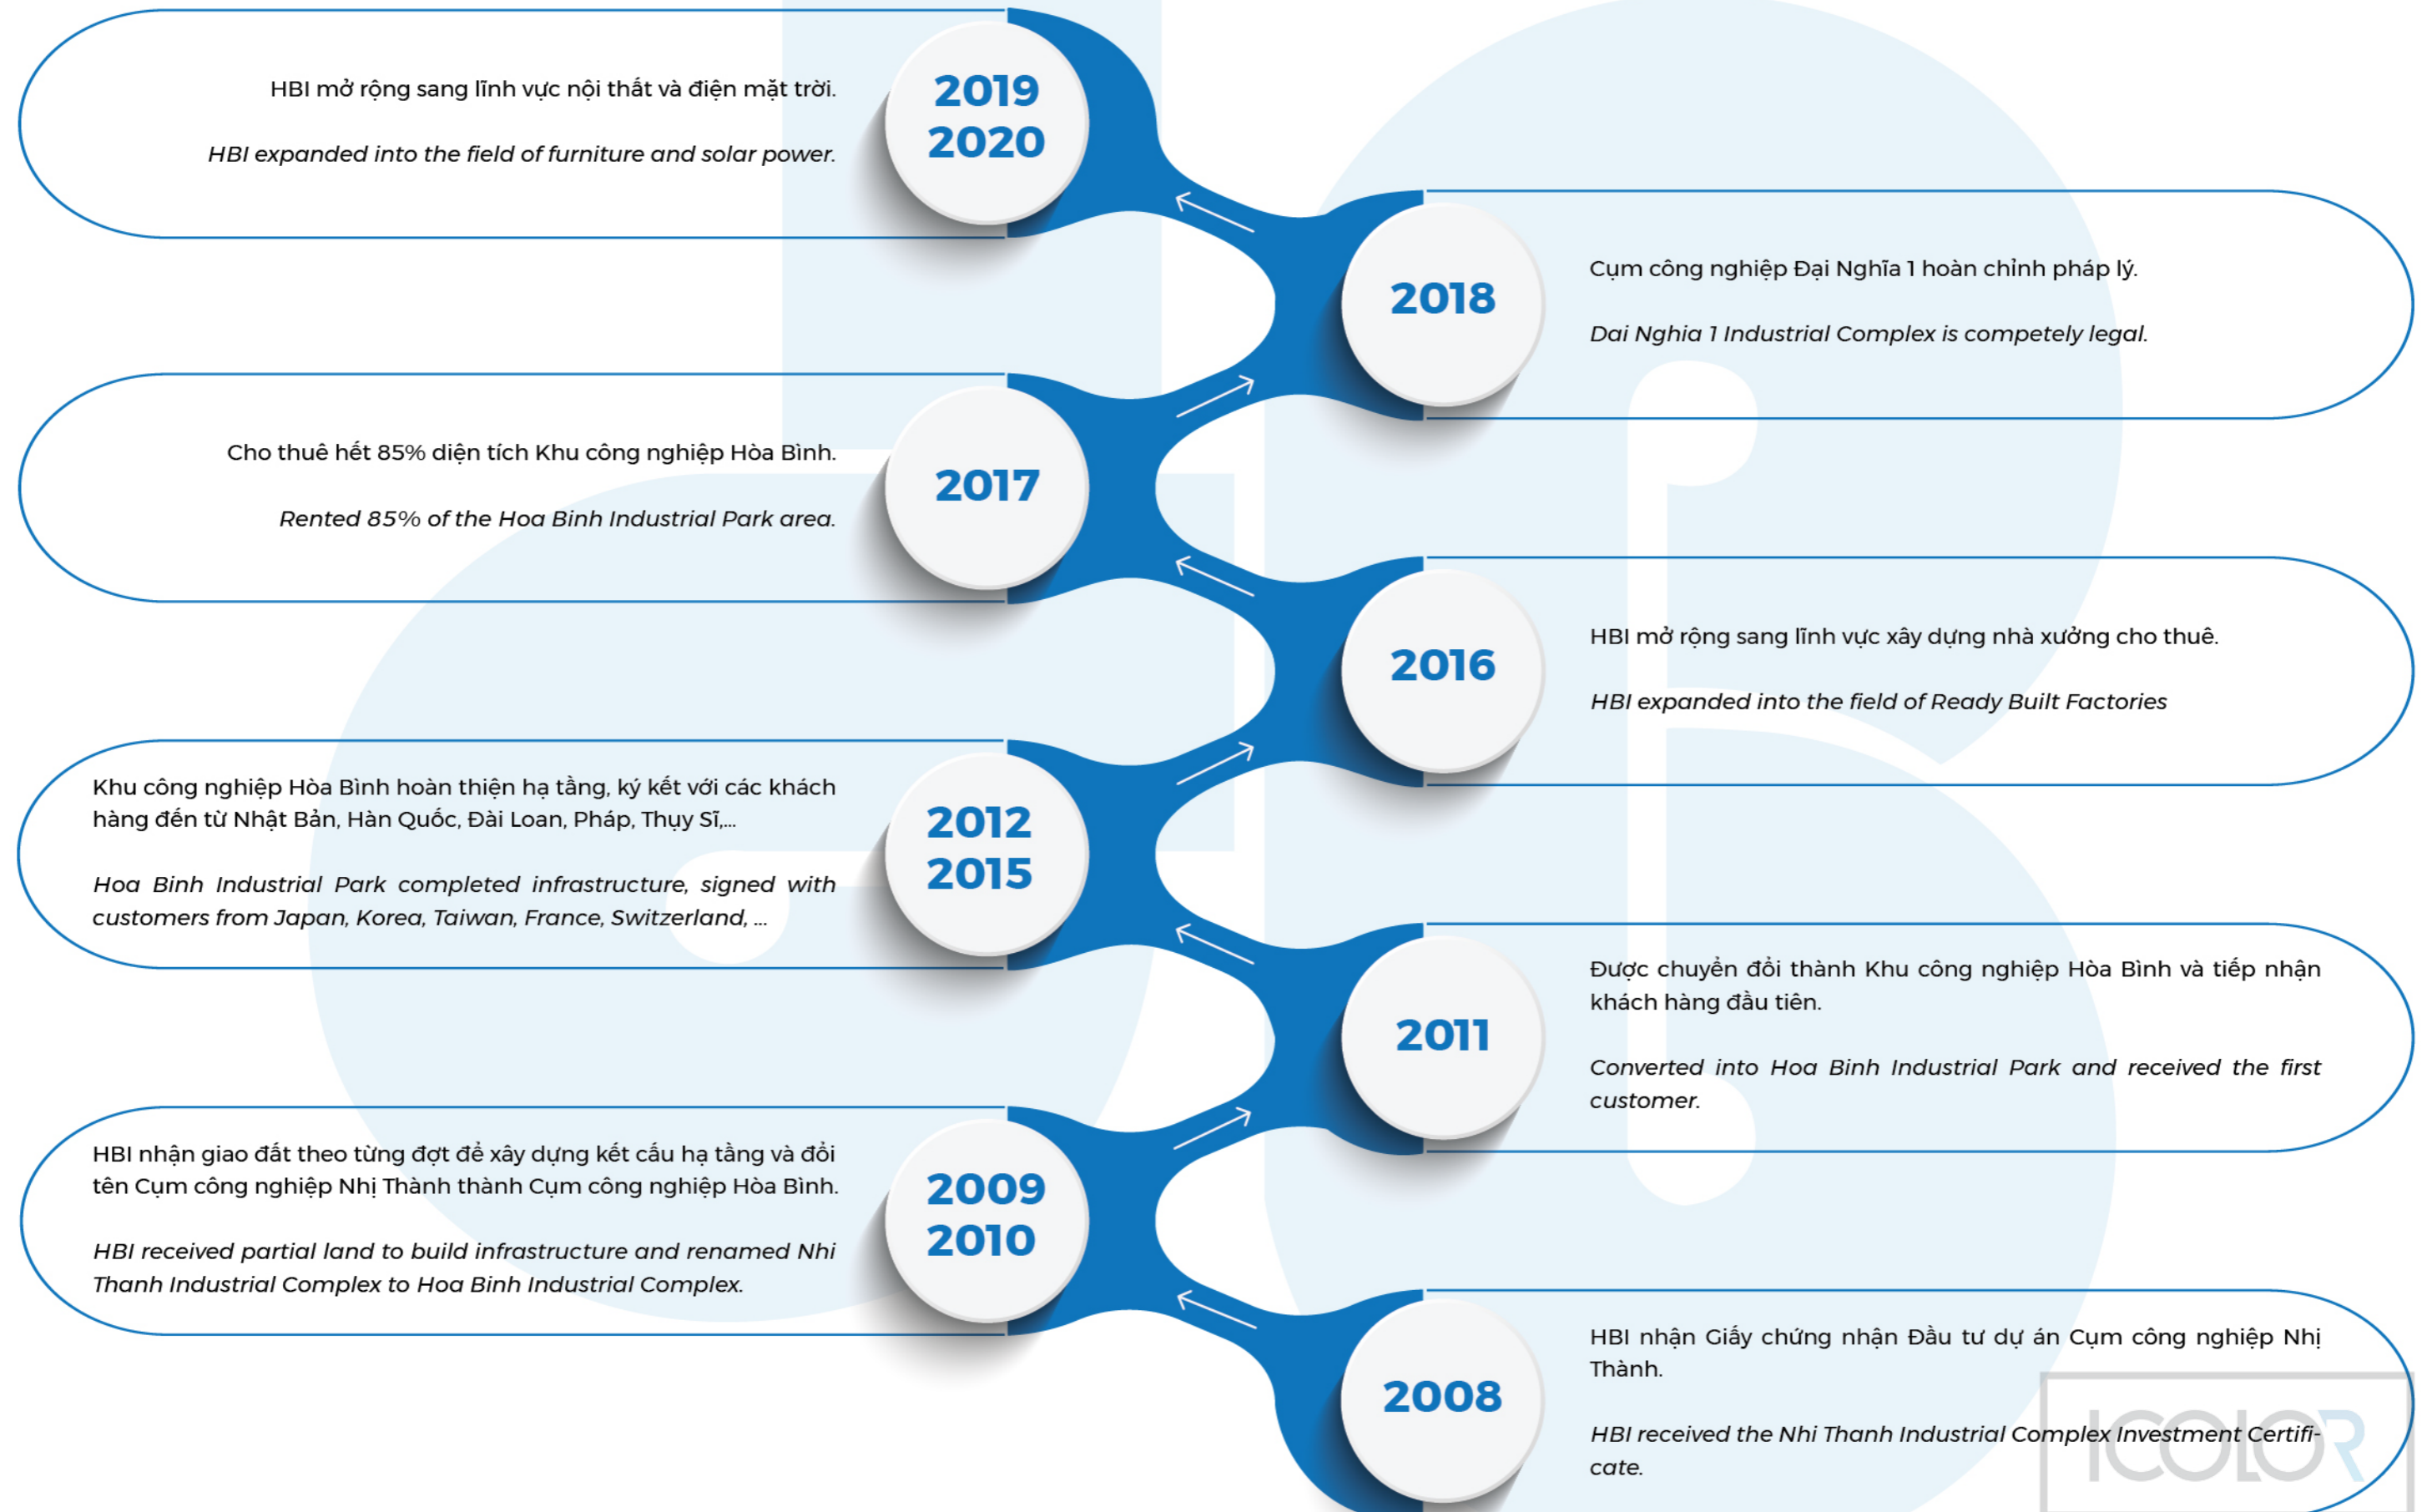 HBI mở rộng sang lĩnh vực nội thất và điện mặt trời.
HBI expanded into the field of furniture and solar power.
2019
2020
2018
Cụm công nghiệp Đại Nghĩa 1 hoàn chỉnh pháp lý.
Dai Nghia 1 Industrial Complex is competely legal.
Cho thuê hết 85% diện tích Khu công nghiệp Hòa Bình.
Rented 85% of the Hoa Binh Industrial Park area.
2017
2016
HBI mở rộng sang lĩnh vực xây dựng nhà xưởng cho thuê.
HBI expanded into the field of Ready Built Factories
Khu công nghiệp Hòa Bình hoàn thiện hạ tầng, ký kết với các khách
hàng đến từ Nhật Bản, Hàn Quốc, Đài Loan, Pháp, Thụy Sĩ,...
Hoa Binh Industrial Park completed infrastructure, signed with
customers from Japan, Korea, Taiwan, France, Switzerland, ...
2012
2015
2011
Được chuyển đổi thành Khu công nghiệp Hòa Bình và tiếp nhận
khách hàng đầu tiên.
Converted into Hoa Binh Industrial Park and received the first
customer.
HBI nhận giao đất theo từng đợt để xây dựng kết cấu hạ tầng và đổi
tên Cụm công nghiệp Nhị Thành thành Cụm công nghiệp Hòa Bình.
HBI received partial land to build infrastructure and renamed Nhi
Thanh Industrial Complex to Hoa Binh Industrial Complex.
2009
2010
2008
HBI nhận Giấy chứng nhận Đầu tư dự án Cụm công nghiệp Nhị
Thành.
HBI received the Nhi Thanh Industrial Complex Investment Certifi-
cate.
ICOLOR